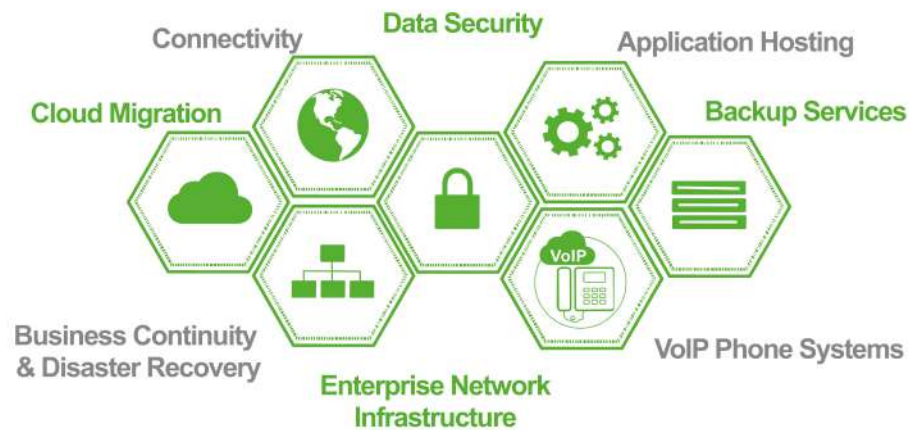 Data Security
Connectivity
Application Hosting
Cloud Migration
Backup Services
VoIP
Business Continuity
& Disaster Recovery
VoIP Phone Systems
Enterprise Network
Infrastructure